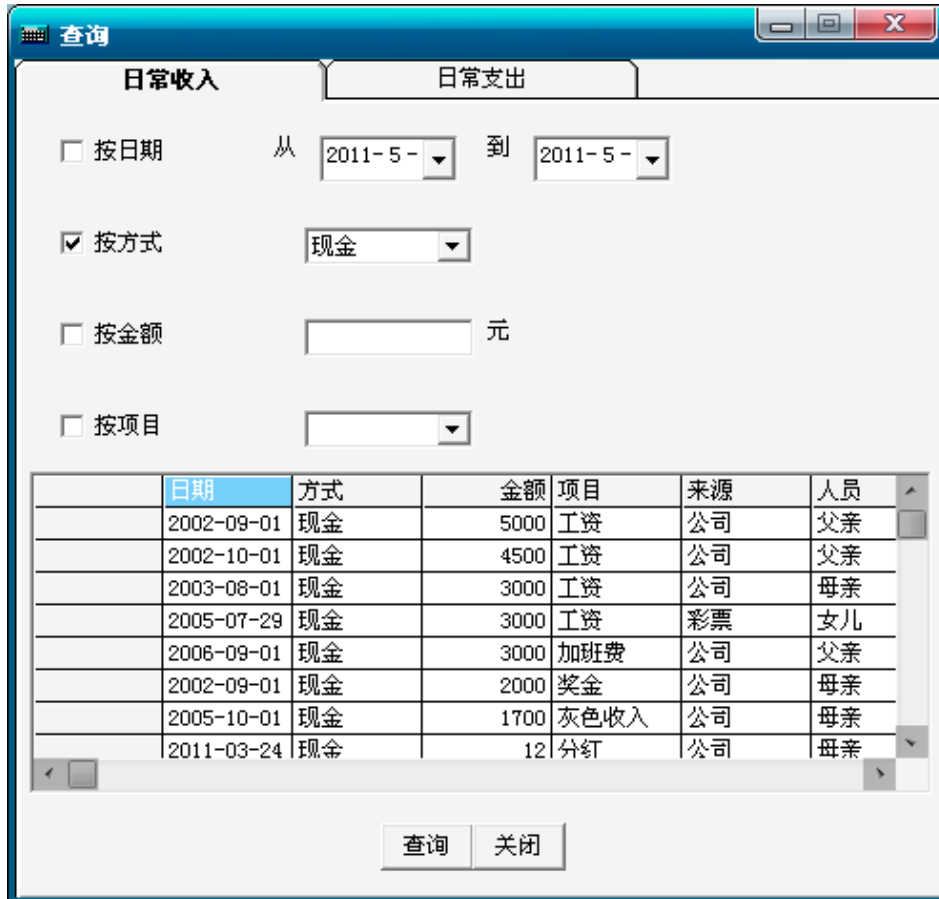 查询
日常收入 日常支出
按日期 从 2011- 5 - 到 2011- 5 -
按方式 现金
按金额 元
按项目
日期 方式 金额 项目 来源 人员
2002-09-01 现金 5000 工资 公司 父亲
2002-10-01 现金 4500 工资 公司 父亲
2003-08-01 现金 3000 工资 公司 母亲
2005-07-29 现金 3000 工资 彩票 女儿
2006-09-01 现金 3000 加班费 公司 父亲
2002-09-01 现金 2000 奖金 公司 母亲
2005-10-01 现金 1700 灰色收入 公司 母亲
2011-03-24 现金 12 分红 公司 母亲
查询 关闭